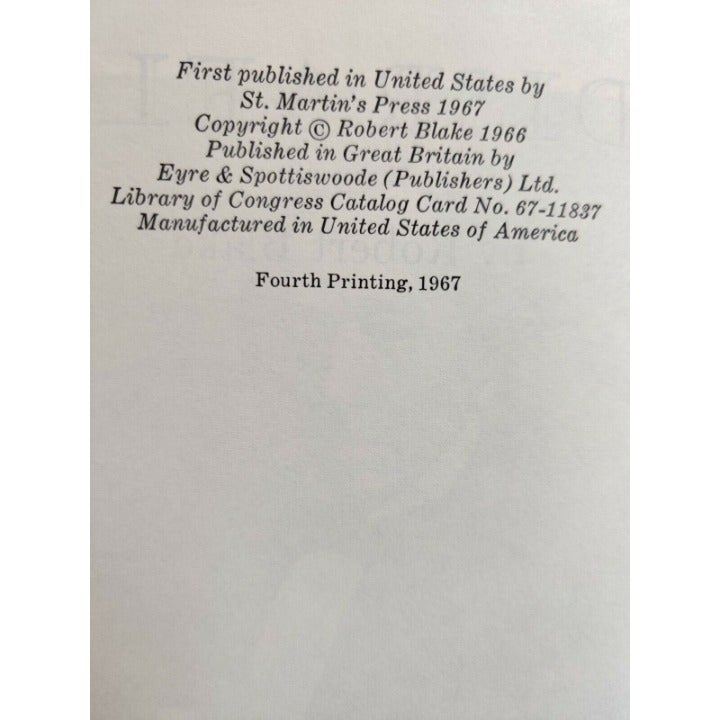 First published in United States by
St. Martin's Press 1967
Copyright © Robert Blake 1966
Published in Great Britain by
Eyre & Spottiswoode (Publishers) Ltd.
Library of Congress Catalog Card No. 67-11837
Manufactured in United States of America
Fourth Printing, 1967